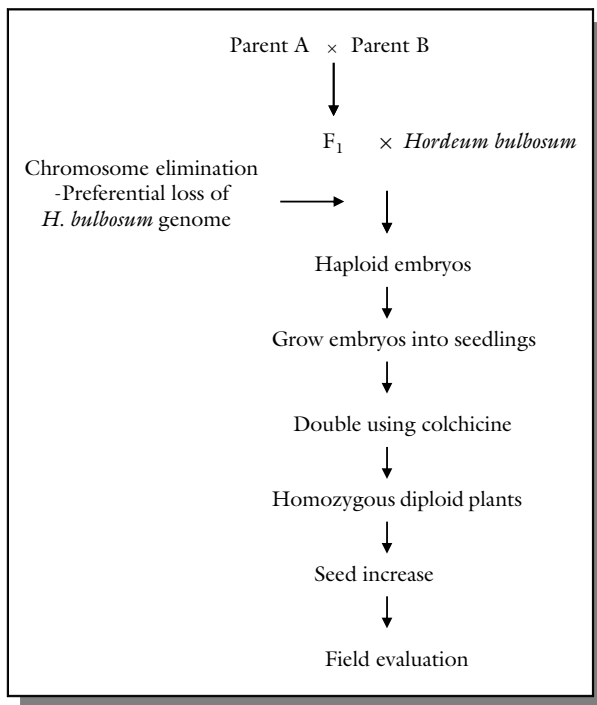 Parent A × Parent B
F₁ × Hordeum bulbosum
Chromosome elimination
-Preferential loss of
H. bulbosum genome
Haploid embryos
Grow embryos into seedlings
Double using colchicine
Homozygous diploid plants
Seed increase
Field evaluation